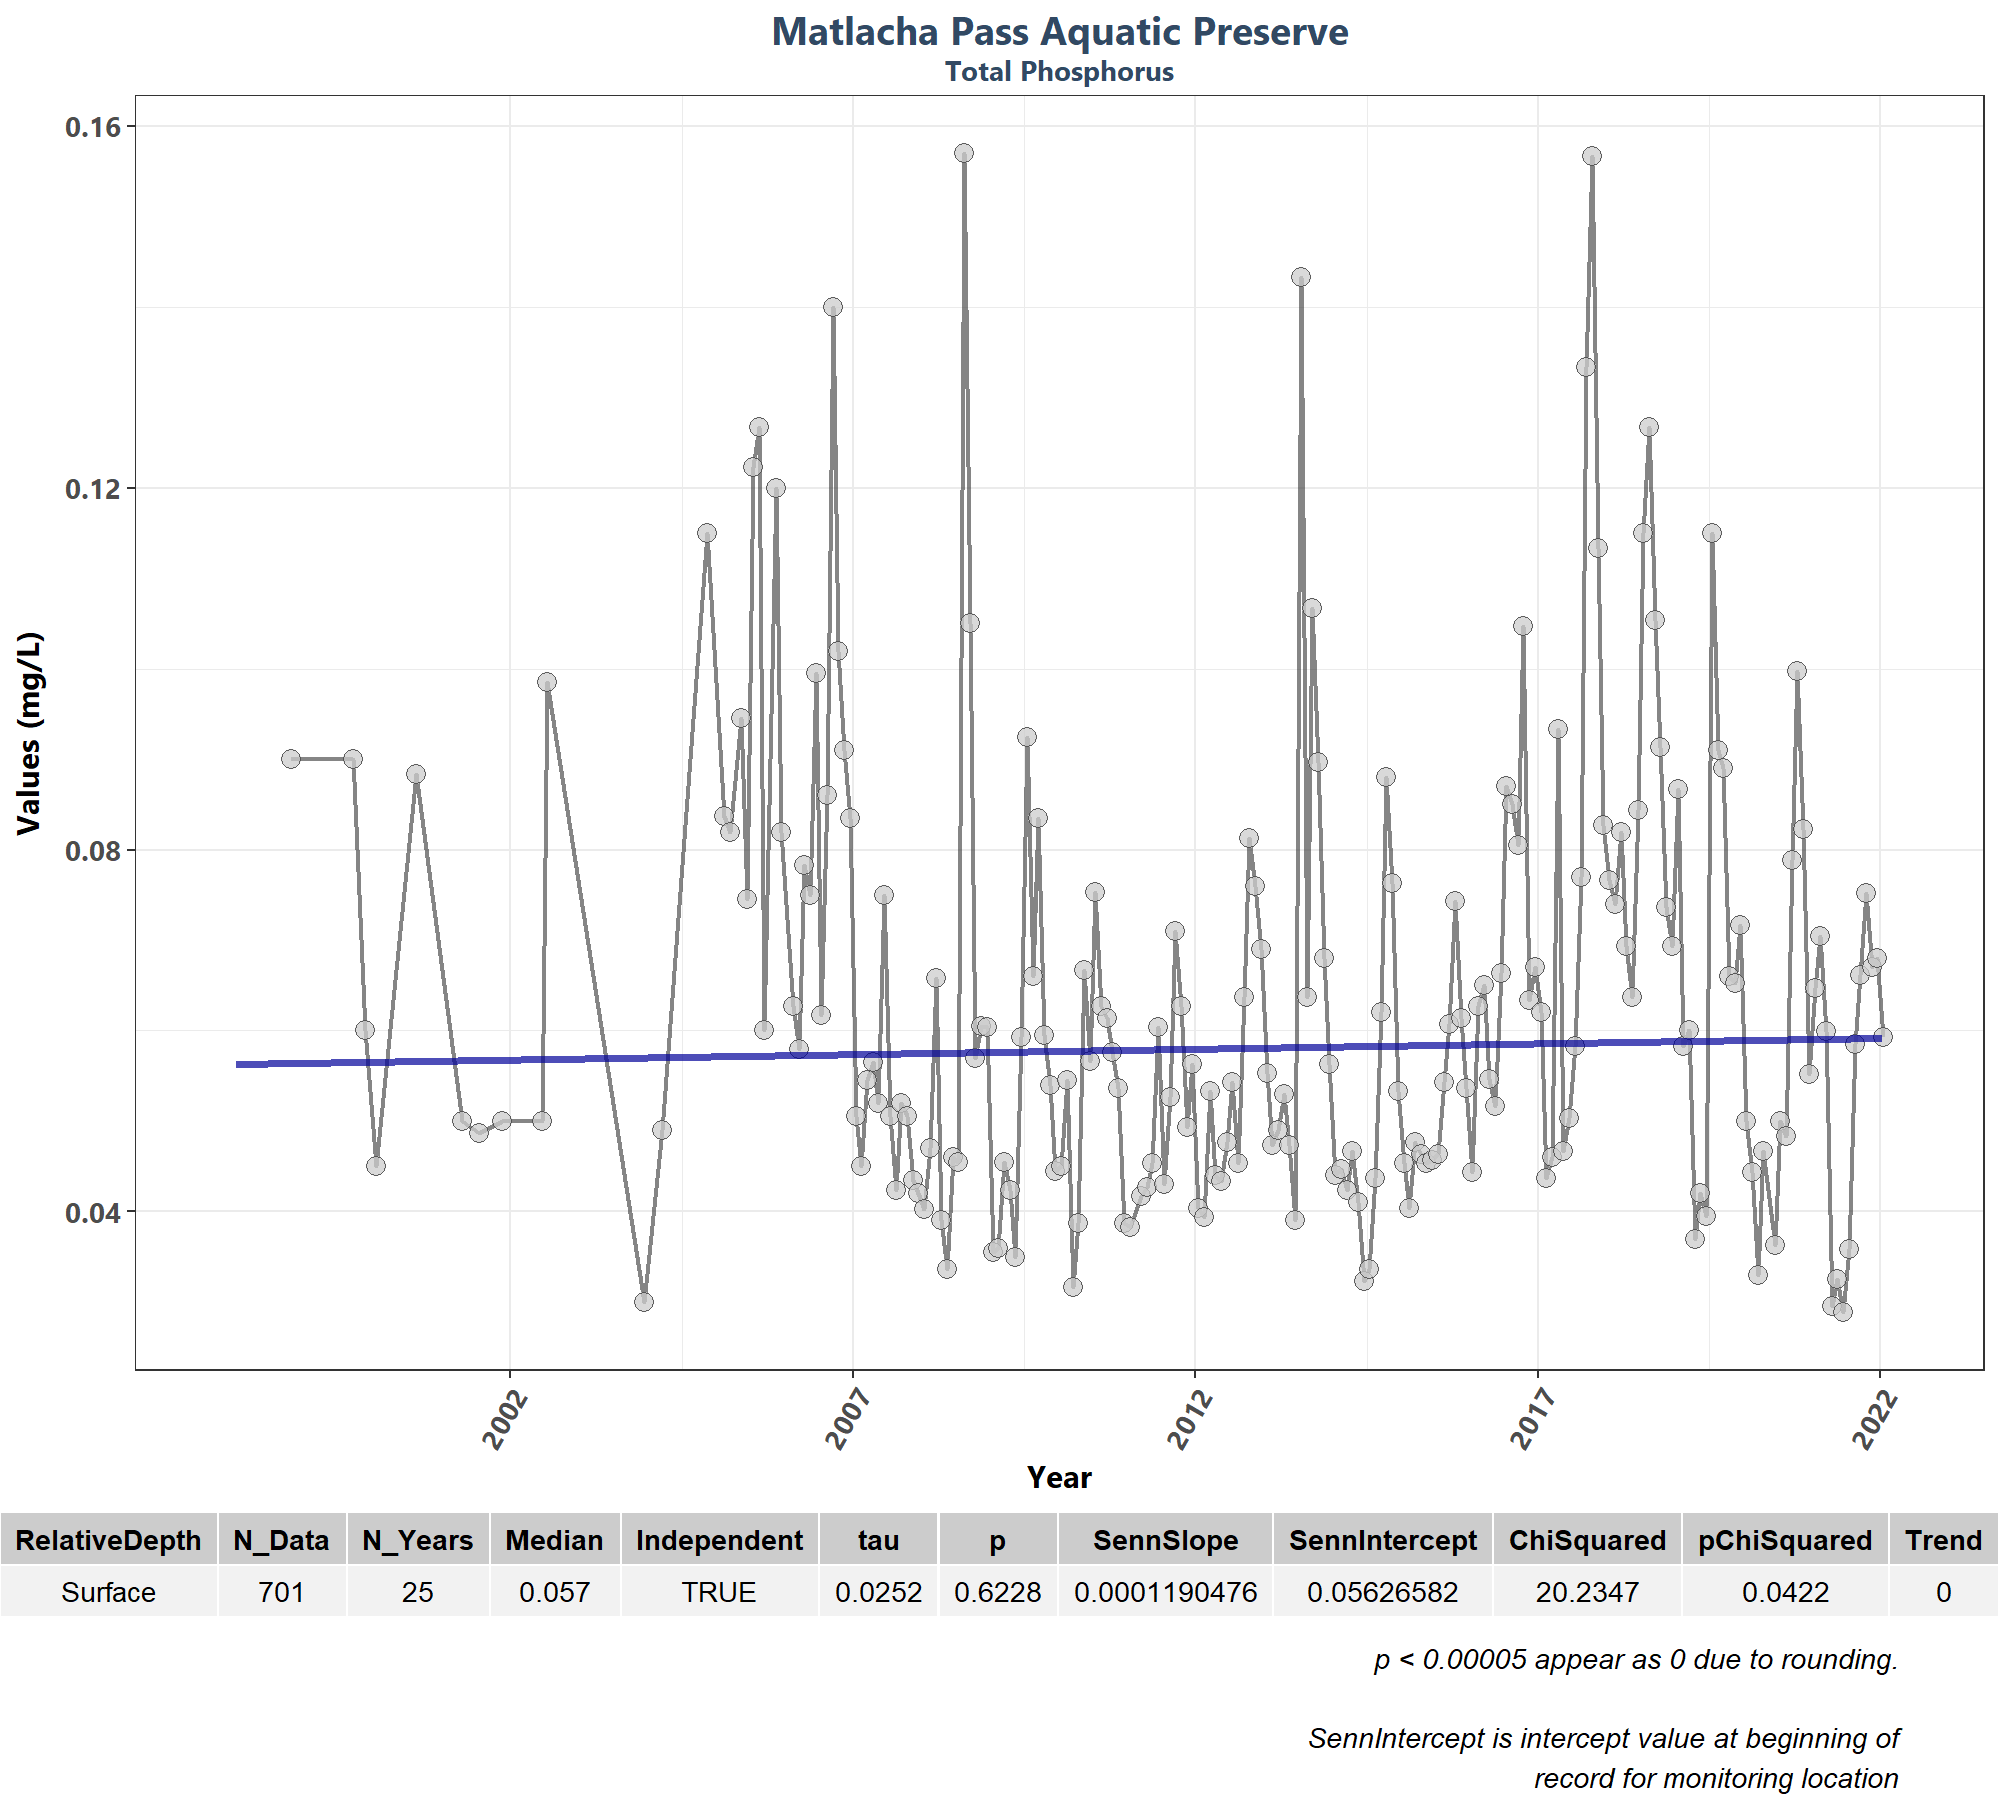 Matlacha Pass Aquatic Preserve
Total Phosphorus
Values (mg/L)
0.16
0.12
0.08
0.04
2002 2007 2012 2017 2022
Year
RelativeDepth N_Data N_Years Median Independent tau p SennSlope SennIntercept ChiSquared pChiSquared Trend
Surface 701 25 0.057 TRUE 0.0252 0.6228 0.0001190476 0.05626582 20.2347 0.0422 0
p < 0.00005 appear as 0 due to rounding.
SennIntercept is intercept value at beginning of
record for monitoring location